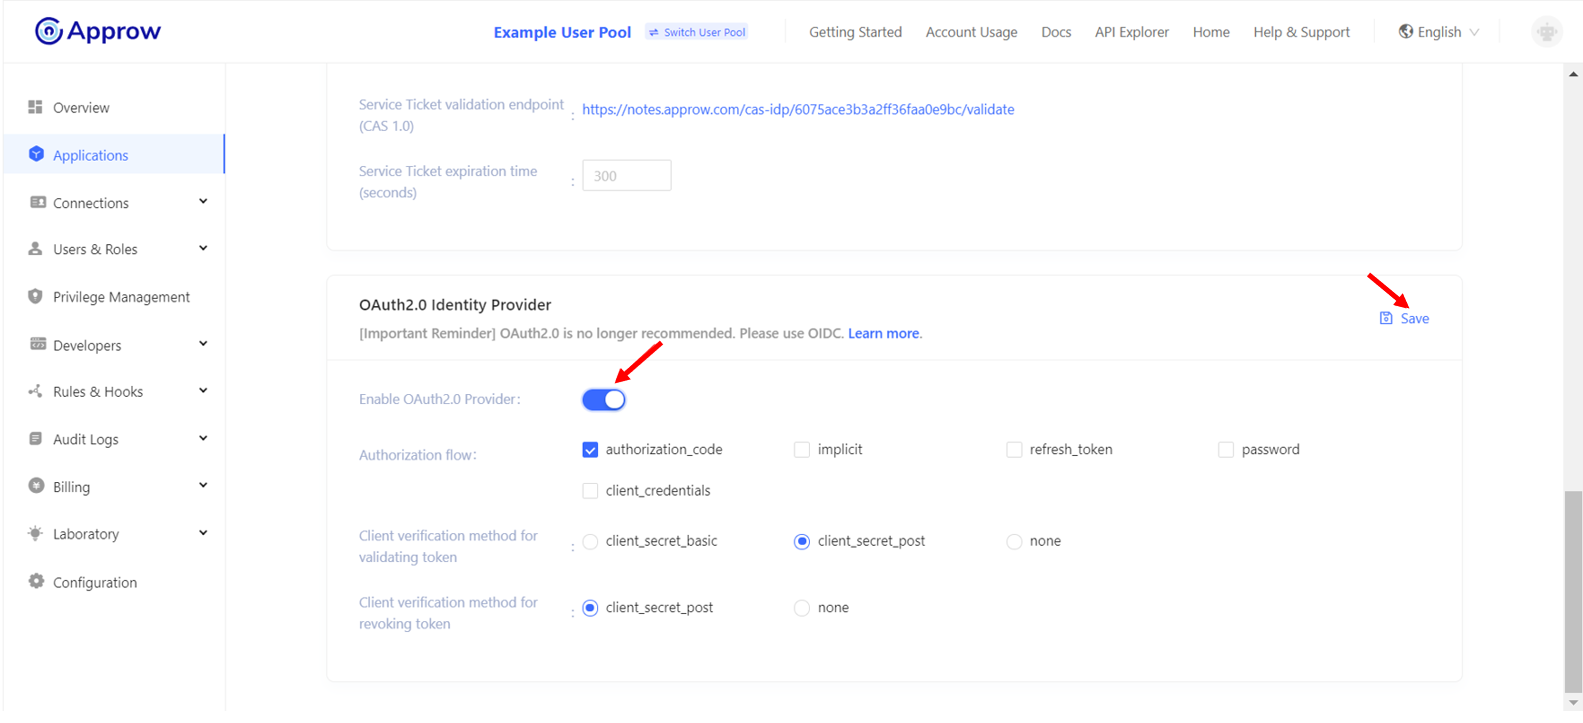 Approw
Example User Pool
Switch User Pool
Getting Started
Account Usage
Docs
API Explorer
Home
Help & Support
English
Overview
Applications
Connections
Users & Roles
Privilege Management
Developers
Rules & Hooks
Audit Logs
Billing
Laboratory
Configuration
Service Ticket validation endpoint
(CAS 1.0)
:
https://notes.approw.com/cas-idp/6075ace3b3a2ff36faa0e9bc/validate
Service Ticket expiration time
(seconds)
:
300
OAuth2.0 Identity Provider
[Important Reminder] OAuth2.0 is no longer recommended. Please use OIDC. Learn more.
Save
Enable OAuth2.0 Provider:
Authorization flow:
authorization_code
implicit
refresh_token
password
client_credentials
Client verification method for
validating token
:
client_secret_basic
client_secret_post
none
Client verification method for
revoking token
:
client_secret_post
none